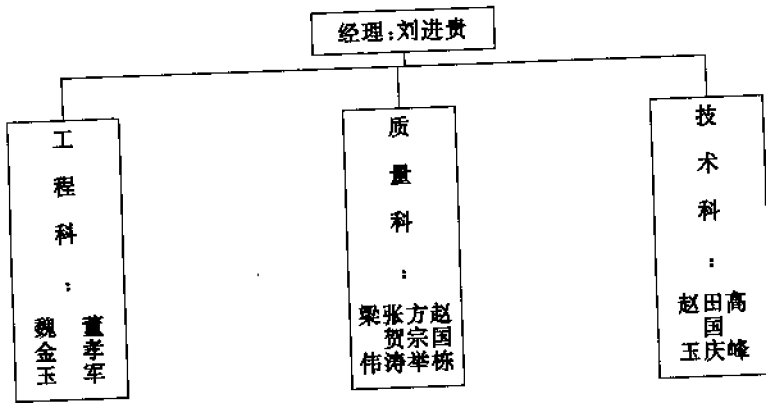 经理:刘进贵
工程科:
魏金玉
董孝军
质量科:
梁伟
张贺涛
方宗举
赵国栋
技术科:
赵玉
田国庆
高峰